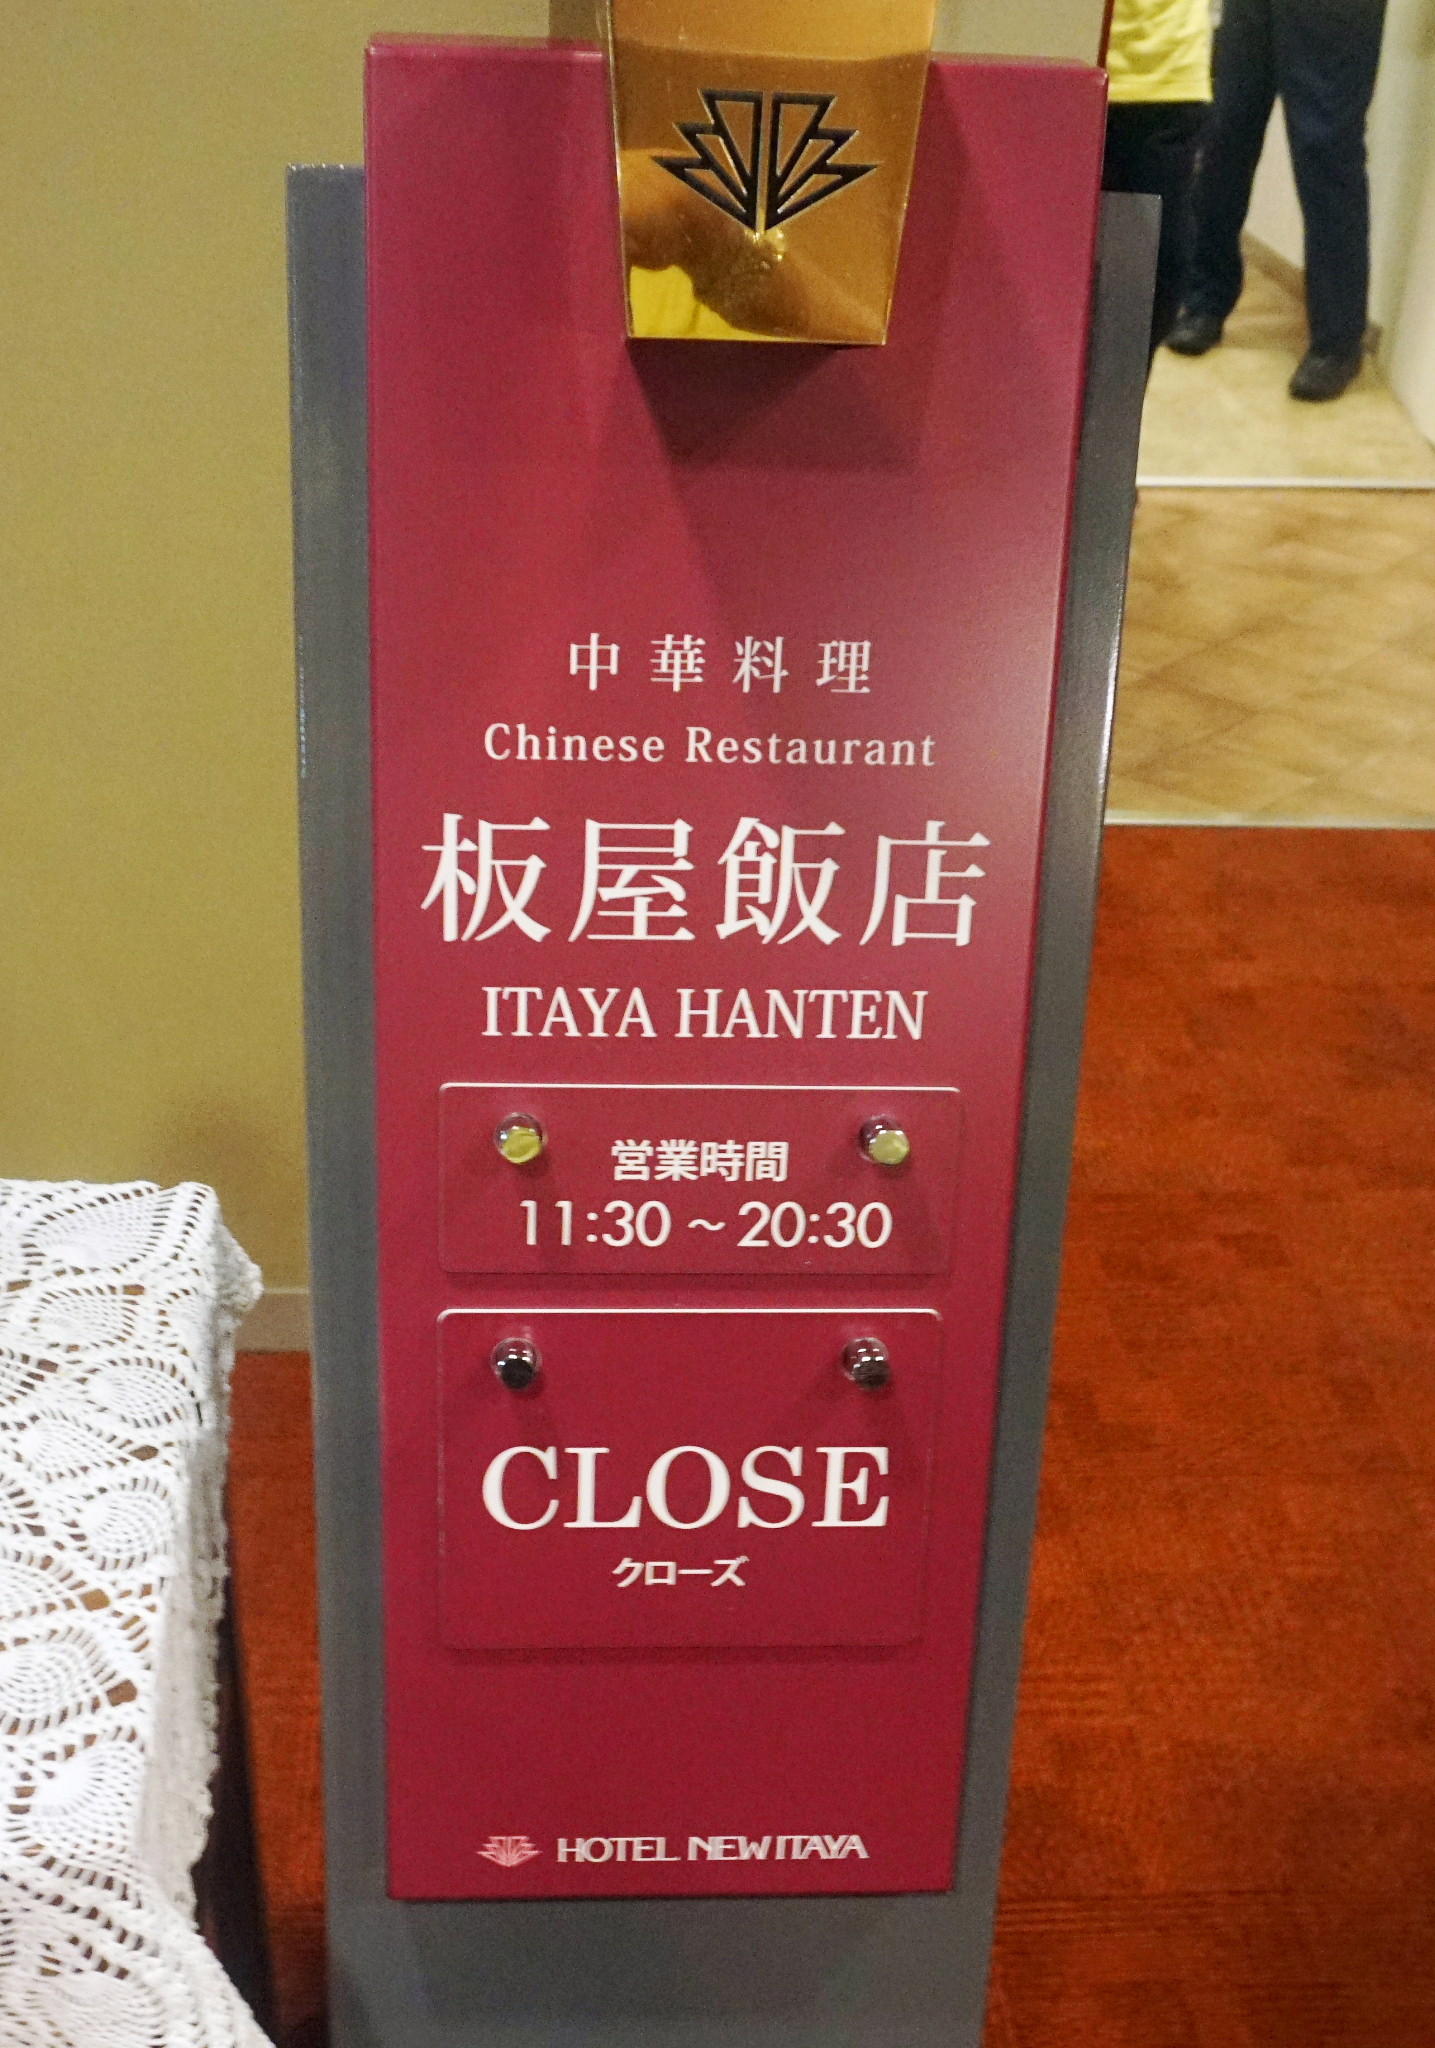 中華料理
Chinese Restaurant
板屋飯店
ITAYA HANTEN
営業時間
11:30～20:30
CLOSE
クローズ
HOTEL NEW ITAYA